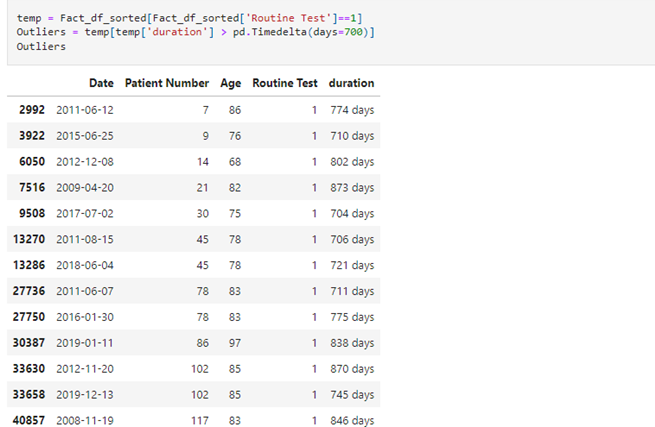 temp = Fact_df_sorted[Fact_df_sorted['Routine Test']==1]
Outliers = temp[temp['duration'] > pd.Timedelta(days=700)]
Outliers
Date Patient Number Age Routine Test duration
2992 2011-06-12 7 86 1 774 days
3922 2015-06-25 9 76 1 710 days
6050 2012-12-08 14 68 1 802 days
7516 2009-04-20 21 82 1 873 days
9508 2017-07-02 30 75 1 704 days
13270 2011-08-15 45 78 1 706 days
13286 2018-06-04 45 78 1 721 days
27736 2011-06-07 78 83 1 711 days
27750 2016-01-30 78 83 1 775 days
30387 2019-01-11 86 97 1 838 days
33630 2012-11-20 102 85 1 870 days
33658 2019-12-13 102 85 1 745 days
40857 2008-11-19 117 83 1 846 days